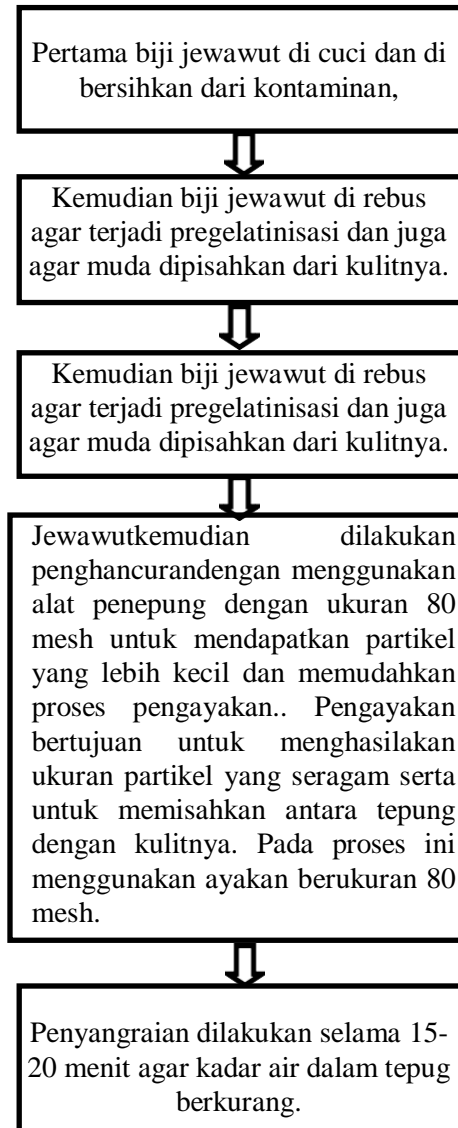 Pertama biji jewawut di cuci dan di
bersihkan dari kontaminan,
Kemudian biji jewawut di rebus
agar terjadi pregelatinisasi dan juga
agar muda dipisahkan dari kulitnya.
Kemudian biji jewawut di rebus
agar terjadi pregelatinisasi dan juga
agar muda dipisahkan dari kulitnya.
Jewawutkemudian dilakukan
penghancurandengan menggunakan
alat penepung dengan ukuran 80
mesh untuk mendapatkan partikel
yang lebih kecil dan memudahkan
proses pengayakan.. Pengayakan
bertujuan untuk menghasilakan
ukuran partikel yang seragam serta
untuk memisahkan antara tepung
dengan kulitnya. Pada proses ini
menggunakan ayakan berukuran 80
mesh.
Penyangraian dilakukan selama 15-
20 menit agar kadar air dalam tepug
berkurang.